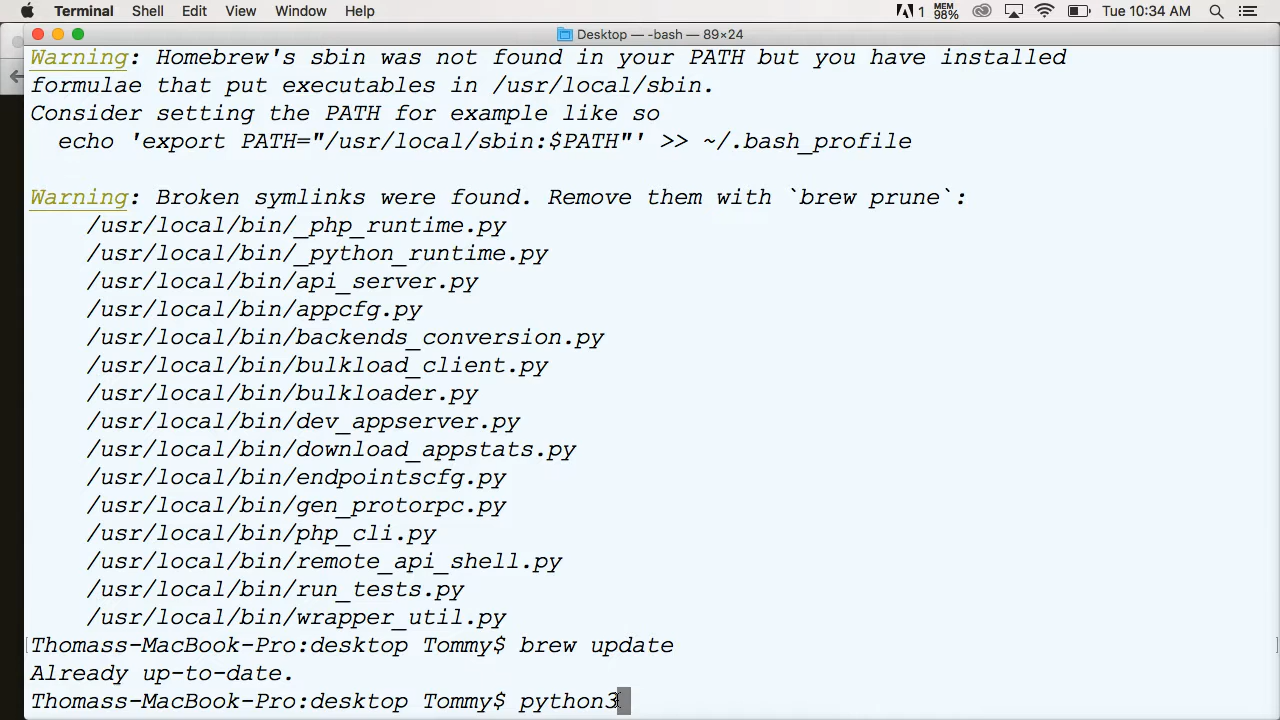 Terminal Shell Edit View Window Help 1 MEM 98% Tue 10:34 AM
Desktop — -bash — 89×24
Warning: Homebrew's sbin was not found in your PATH but you have installed
formulae that put executables in /usr/local/sbin.
Consider setting the PATH for example like so
echo 'export PATH="/usr/local/sbin:$PATH"' >> ~/.bash_profile
Warning: Broken symlinks were found. Remove them with `brew prune`:
/usr/local/bin/_php_runtime.py
/usr/local/bin/_python_runtime.py
/usr/local/bin/api_server.py
/usr/local/bin/appcfg.py
/usr/local/bin/backends_conversion.py
/usr/local/bin/bulkload_client.py
/usr/local/bin/bulkloader.py
/usr/local/bin/dev_appserver.py
/usr/local/bin/download_appstats.py
/usr/local/bin/endpointscfg.py
/usr/local/bin/gen_protorpc.py
/usr/local/bin/php_cli.py
/usr/local/bin/remote_api_shell.py
/usr/local/bin/run_tests.py
/usr/local/bin/wrapper_util.py
Thomass-MacBook-Pro:desktop Tommy$ brew update
Already up-to-date.
Thomass-MacBook-Pro:desktop Tommy$ python3